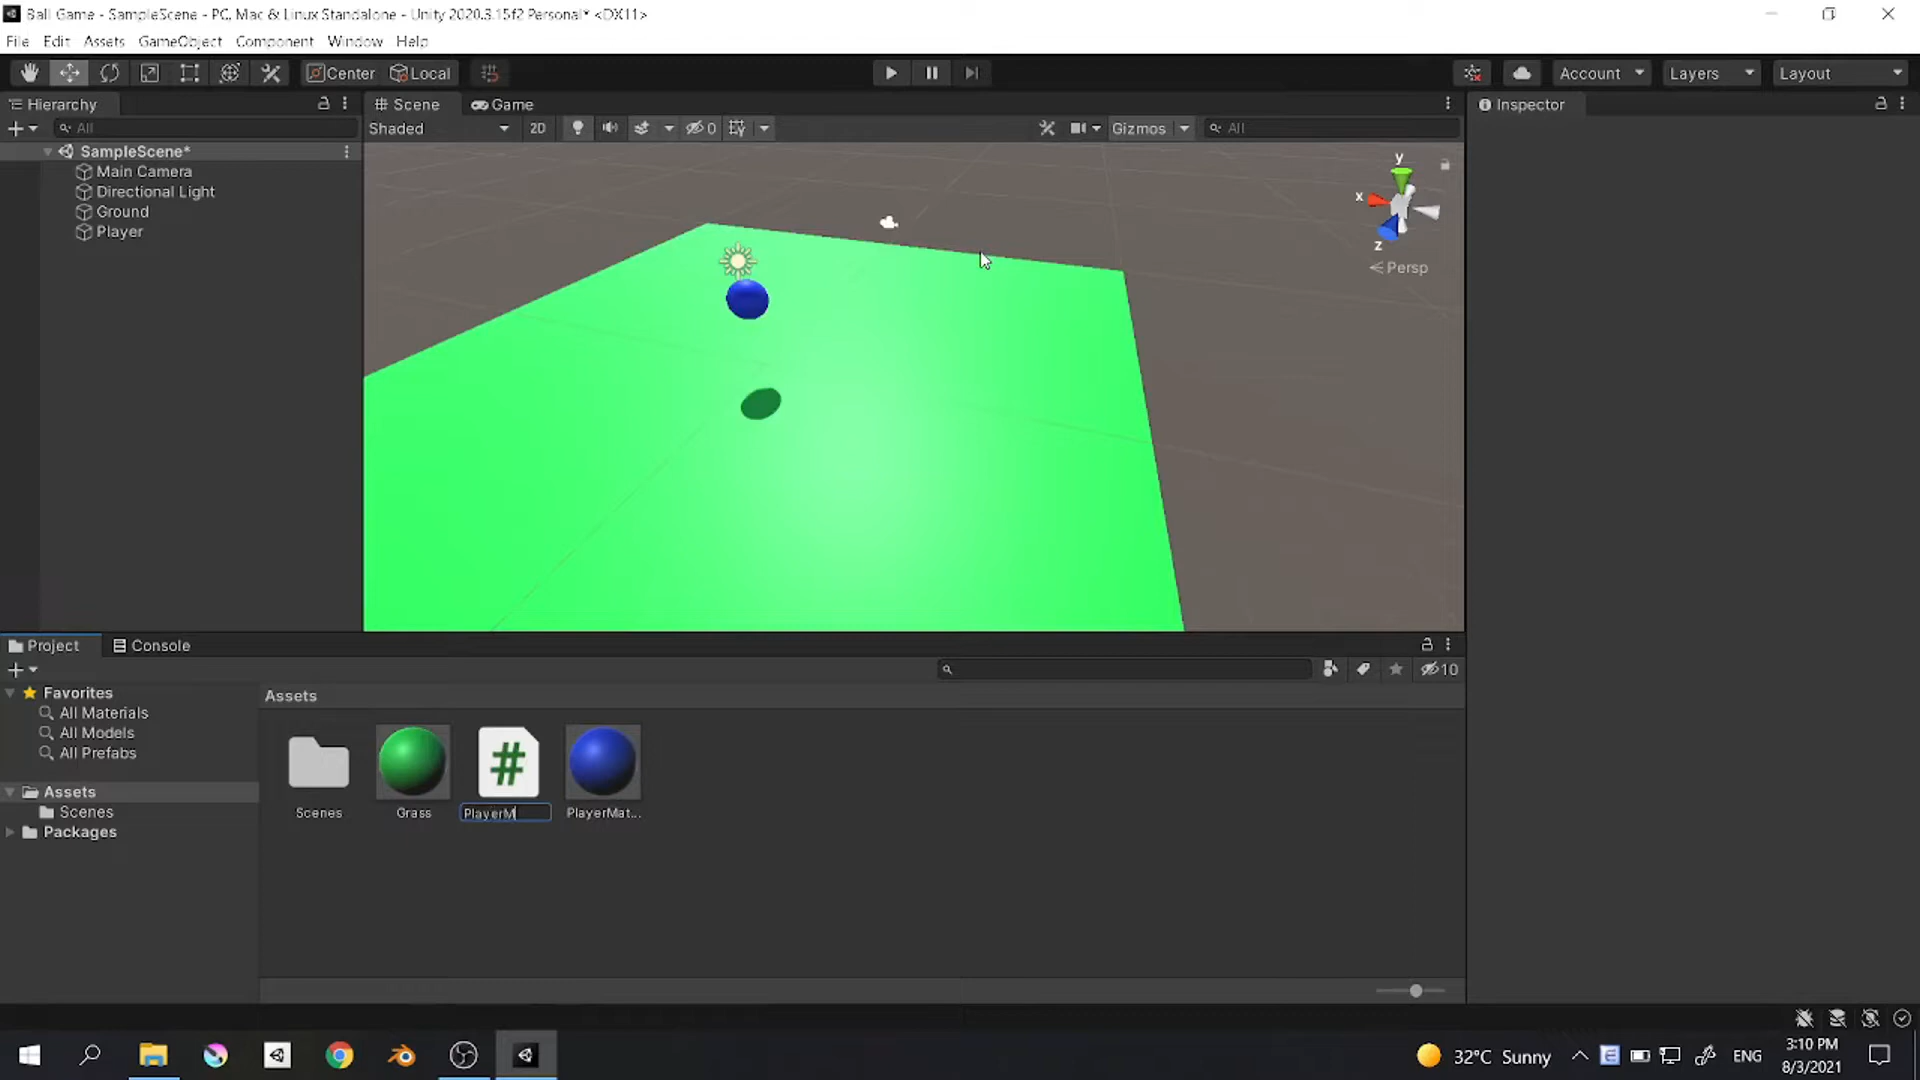 Ball Game - SampleScene - PC, Mac & Linux Standalone - Unity 2020.3.15f2 Personal* <DX11>
File Edit Assets GameObject Component Window Help
Center Local Account Layers Layout
Hierarchy
Scene Game
Inspector
All
Shaded 2D 0 Gizmos All
SampleScene*
Main Camera
Directional Light
Ground
Player
y
x
z
Persp
Project Console
10
Favorites
All Materials
All Models
All Prefabs
Assets
Scenes
Packages
Assets
#
Scenes Grass PlayerM PlayerMat...
32°C Sunny ENG 3:10 PM
8/3/2021